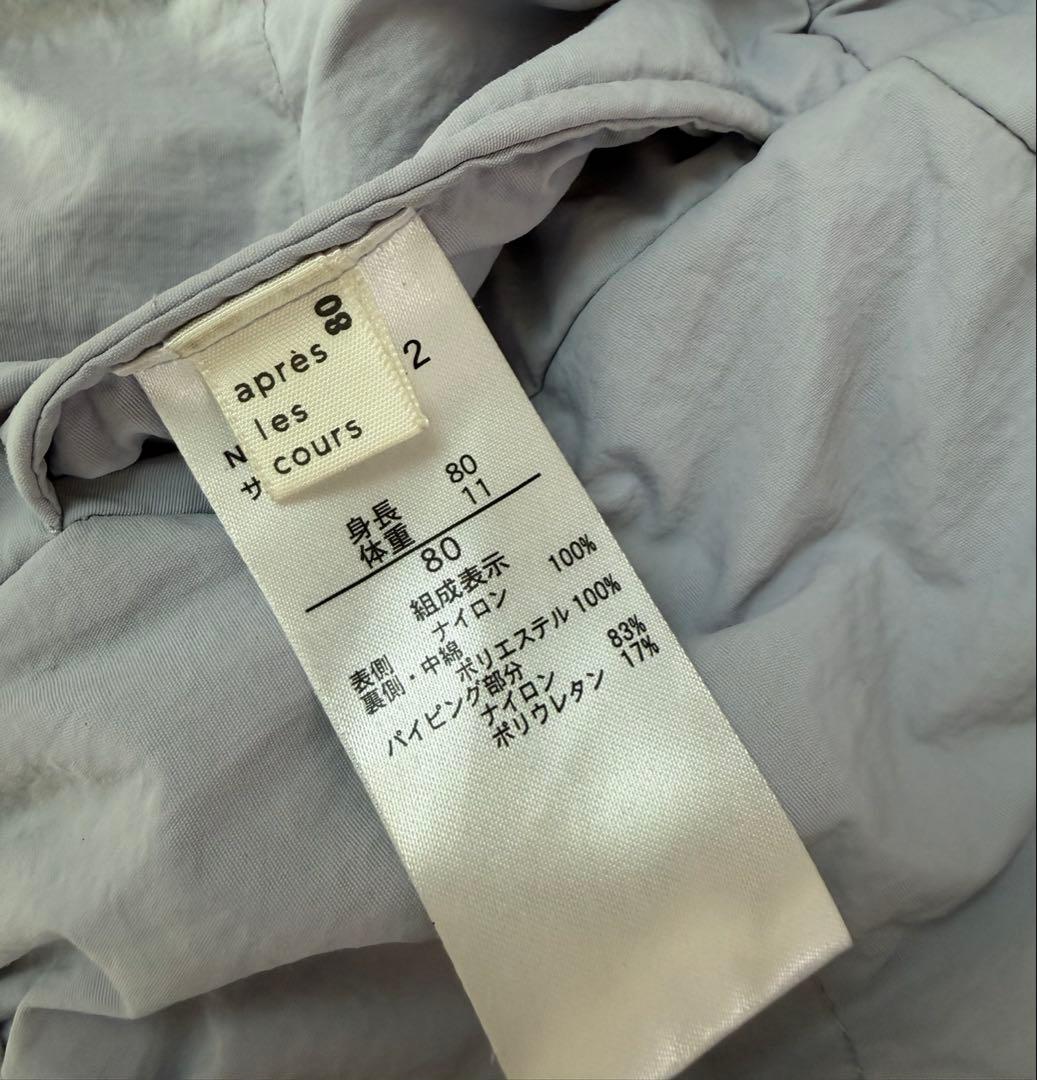 80
après
les
cours
2
N
サ
身長 80
体重 11
80
組成表示
表側 ナイロン 100%
裏側・中綿 ポリエステル 100%
パイピング部分
ナイロン 83%
ポリウレタン 17%